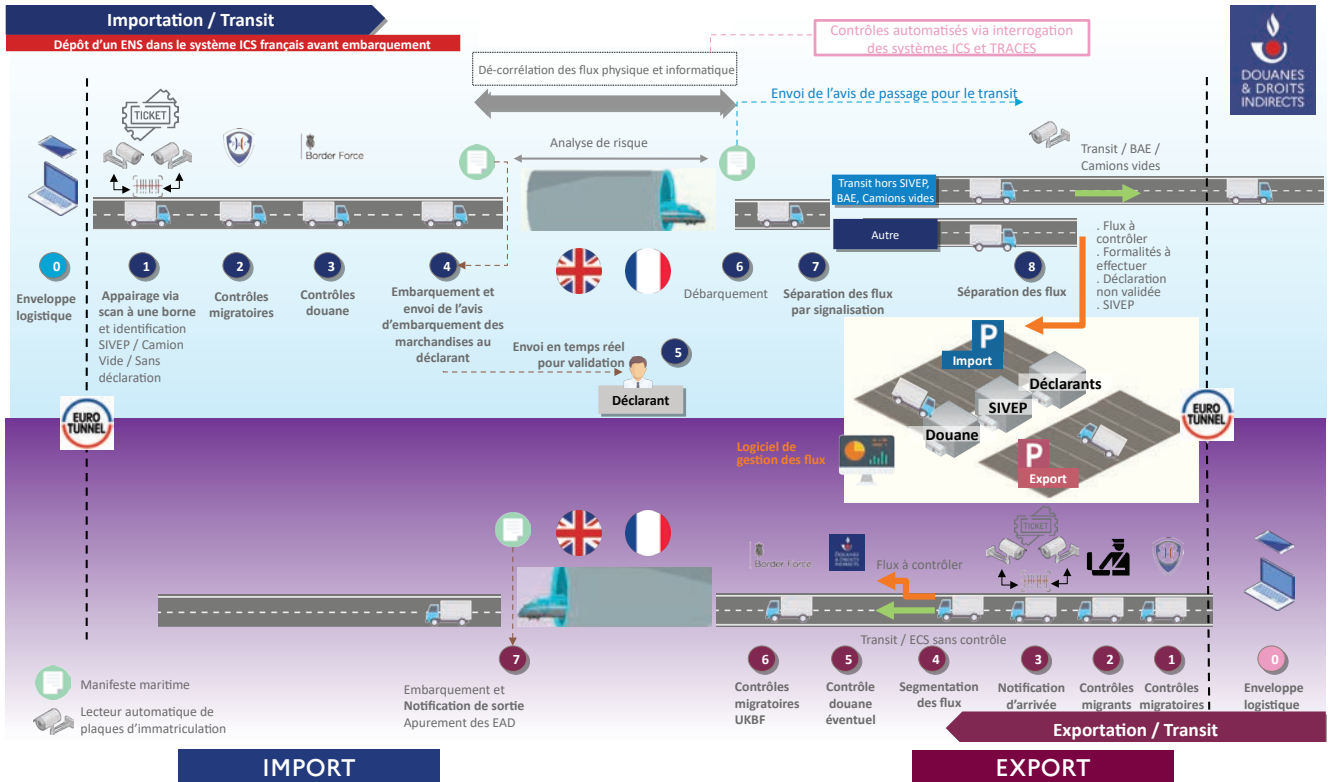 Importation / Transit
Dépôt d'un ENS dans le système ICS français avant embarquement
Contrôles automatisés via interrogation
des systèmes ICS et TRACES
Dé-corrélation des flux physique et informatique
Envoi de l'avis de passage pour le transit
DOUANES
& DROITS
INDIRECTS
TICKET
Border Force
Analyse de risque
Transit / BAE /
Camions vides
Transit hors SIVEP,
BAE, Camions vides
Autre
. Flux à
contrôler
. Formalités à
effectuer
. Déclaration
non validée
. SIVEP
0
Enveloppe
logistique
1
Appairage via
scan à une borne
et identification
SIVEP / Camion
Vide / Sans
déclaration
2
Contrôles
migratoires
3
Contrôles
douane
4
Embarquement et
envoi de l'avis
d'embarquement des
marchandises au
déclarant
6
Débarquement
7
Séparation des flux
par signalisation
8
Séparation des flux
Envoi en temps réel
pour validation
5
Déclarant
P
Import
Déclarants
SIVEP
Douane
P
Export
Logiciel de
gestion des flux
EURO
TUNNEL
EURO
TUNNEL
Border Force
DOUANES
& DROITS
INDIRECTS
Flux à contrôler
TICKET
Transit / ECS sans contrôle
7
Embarquement et
Notification de sortie
Apurement des EAD
6
Contrôles
migratoires
UKBF
5
Contrôle
douane
éventuel
4
Segmentation
des flux
3
Notification
d'arrivée
2
Contrôles
migrants
1
Contrôles
migratoires
0
Enveloppe
logistique
Manifeste maritime
Lecteur automatique de
plaques d'immatriculation
Exportation / Transit
IMPORT
EXPORT